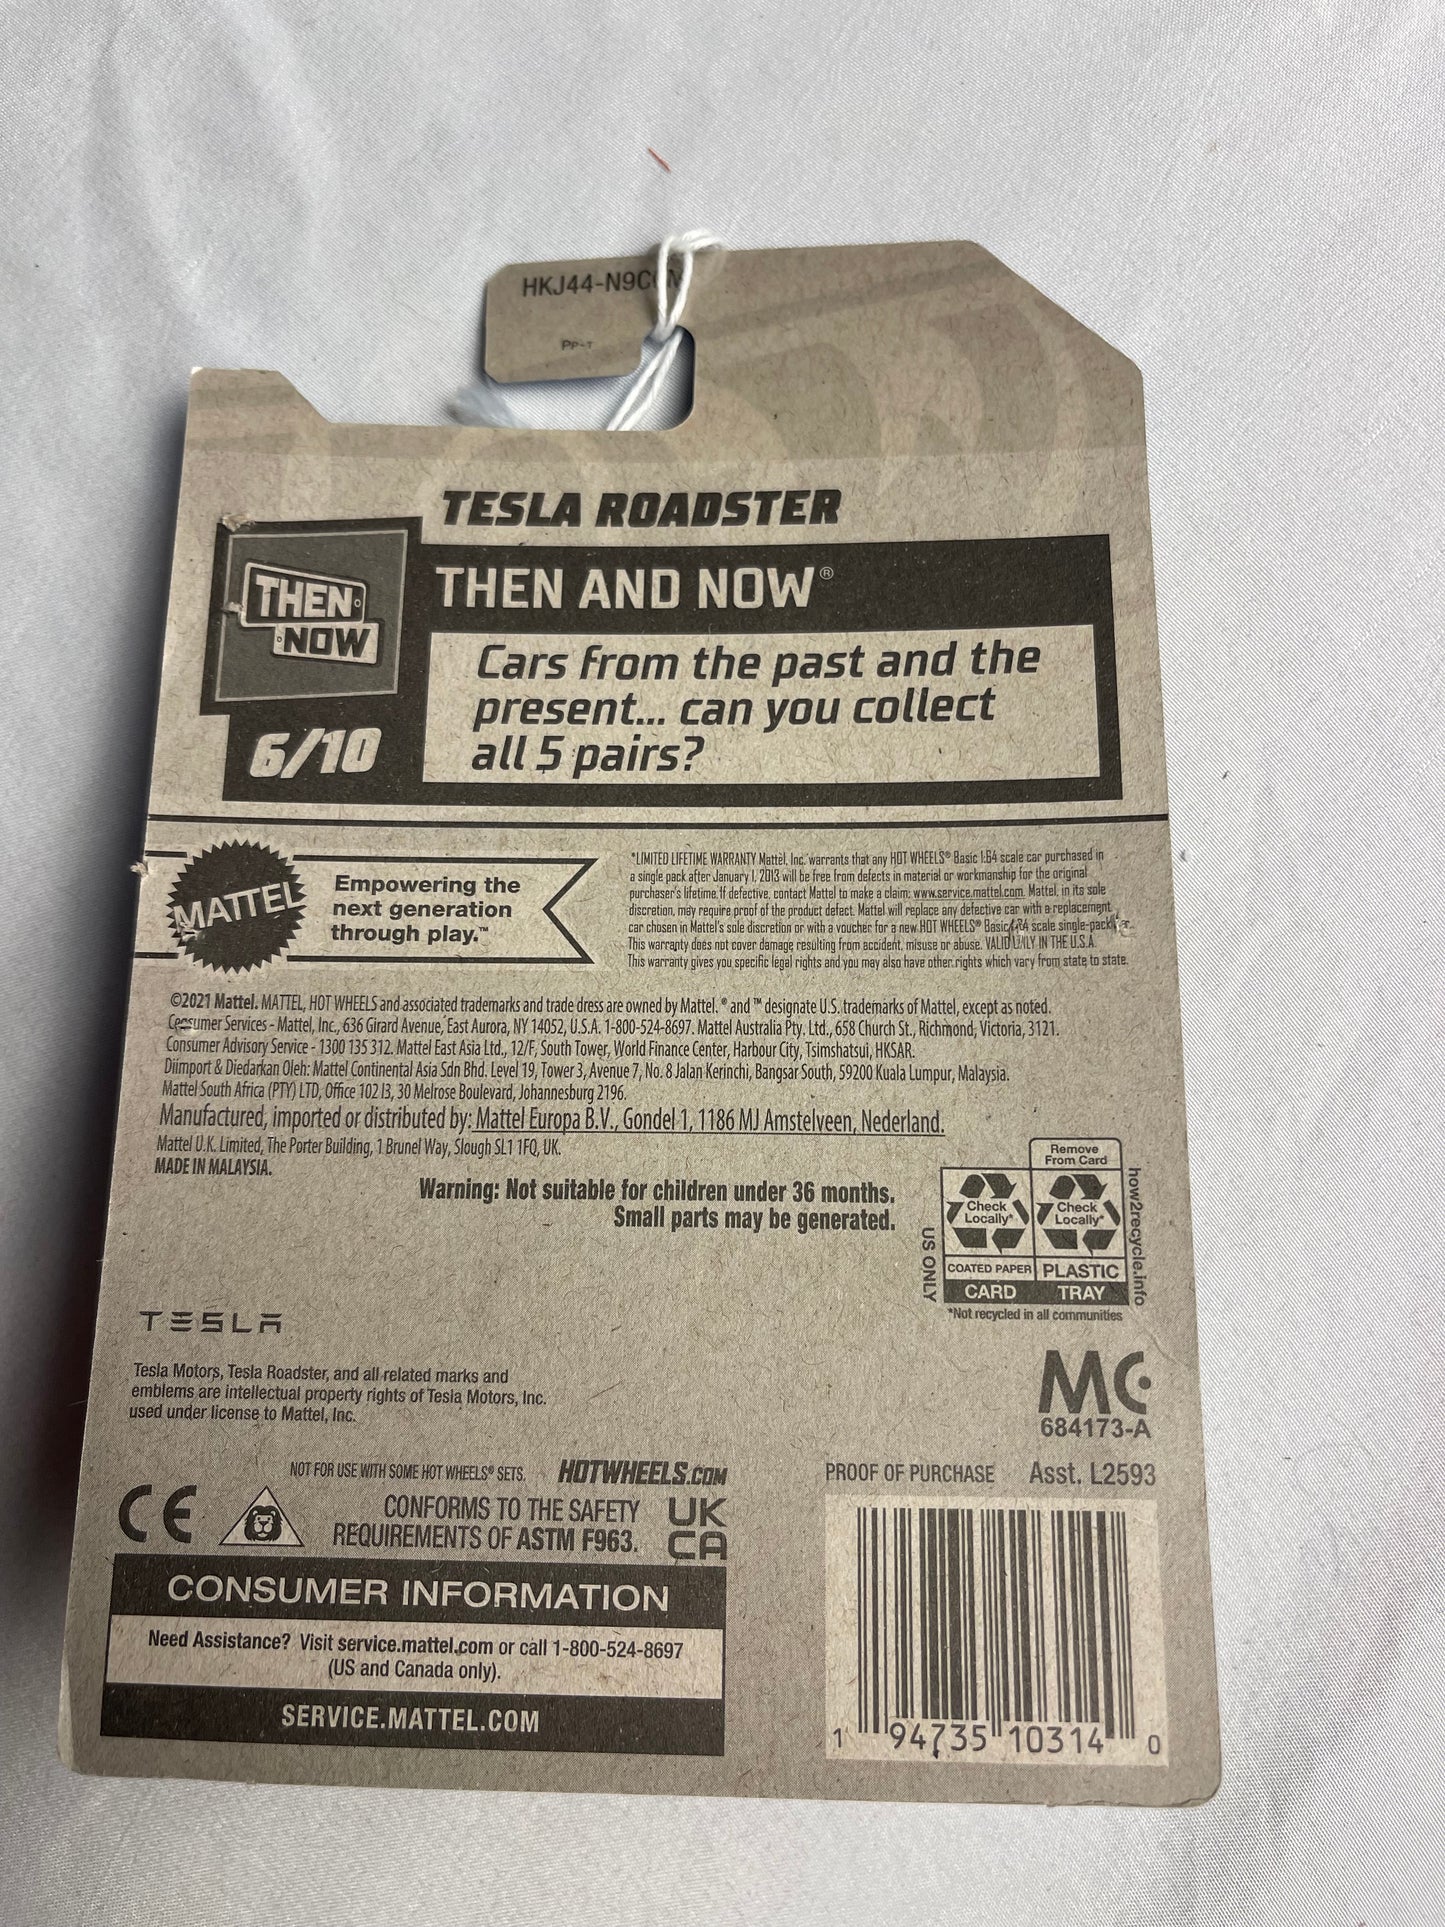 HKJ44-N9C
PP-T
TESLA ROADSTER
THEN AND NOW®
THEN
NOW
Cars from the past and the
present... can you collect
all 5 pairs?
6/10
MATTEL
Empowering the
next generation
through play.™
*LIMITED LIFETIME WARRANTY Mattel, Inc. warrants that any HOT WHEELS® Basic 1:64 scale car purchased in
a single pack after January 1, 2013 will be free from defects in material or workmanship for the original
purchaser's lifetime. If defective, contact Mattel to make a claim: www.service.mattel.com. Mattel, in its sole
discretion, may require proof of the product defect. Mattel will replace any defective car with a replacement
car chosen in Mattel's sole discretion or with a voucher for a new HOT WHEELS® Basic scale single-pack
This warranty does not cover damage resulting from accident, misuse or abuse. VALID ONLY IN THE U.S.A.
This warranty gives you specific legal rights and you may also have other rights which vary from state to state.
©2021 Mattel. MATTEL, HOT WHEELS and associated trademarks and trade dress are owned by Mattel. ® and ™ designate U.S. trademarks of Mattel, except as noted.
Consumer Services - Mattel, Inc., 636 Girard Avenue, East Aurora, NY 14052, U.S.A. 1-800-524-8697. Mattel Australia Pty. Ltd., 658 Church St., Richmond, Victoria, 3121.
Consumer Advisory Service - 1300 135 312. Mattel East Asia Ltd., 12/F, South Tower, World Finance Center, Harbour City, Tsimshatsui, HKSAR.
Diimport & Diedarkan Oleh: Mattel Continental Asia Sdn Bhd. Level 19, Tower 3, Avenue 7, No. 8 Jalan Kerinchi, Bangsar South, 59200 Kuala Lumpur, Malaysia.
Mattel South Africa (PTY) LTD, Office 102 I3, 30 Melrose Boulevard, Johannesburg 2196.
Manufactured, imported or distributed by: Mattel Europa B.V., Gondel 1, 1186 MJ Amstelveen, Nederland.
Mattel U.K. Limited, The Porter Building, 1 Brunel Way, Slough SL1 1FQ, UK.
MADE IN MALAYSIA.
Warning: Not suitable for children under 36 months.
Small parts may be generated.
Remove
From Card
Check
Locally*
Check
Locally*
COATED PAPER
PLASTIC
CARD
TRAY
US ONLY
how2recycle.info
*Not recycled in all communities
TESLA
Tesla Motors, Tesla Roadster, and all related marks and
emblems are intellectual property rights of Tesla Motors, Inc.
used under license to Mattel, Inc.
MC
684173-A
NOT FOR USE WITH SOME HOT WHEELS® SETS.
HOTWHEELS.COM
PROOF OF PURCHASE Asst. L2593
CE
CONFORMS TO THE SAFETY
REQUIREMENTS OF ASTM F963.
UK
CA
CONSUMER INFORMATION
Need Assistance? Visit service.mattel.com or call 1-800-524-8697
(US and Canada only).
SERVICE.MATTEL.COM
1 94735 10314 0